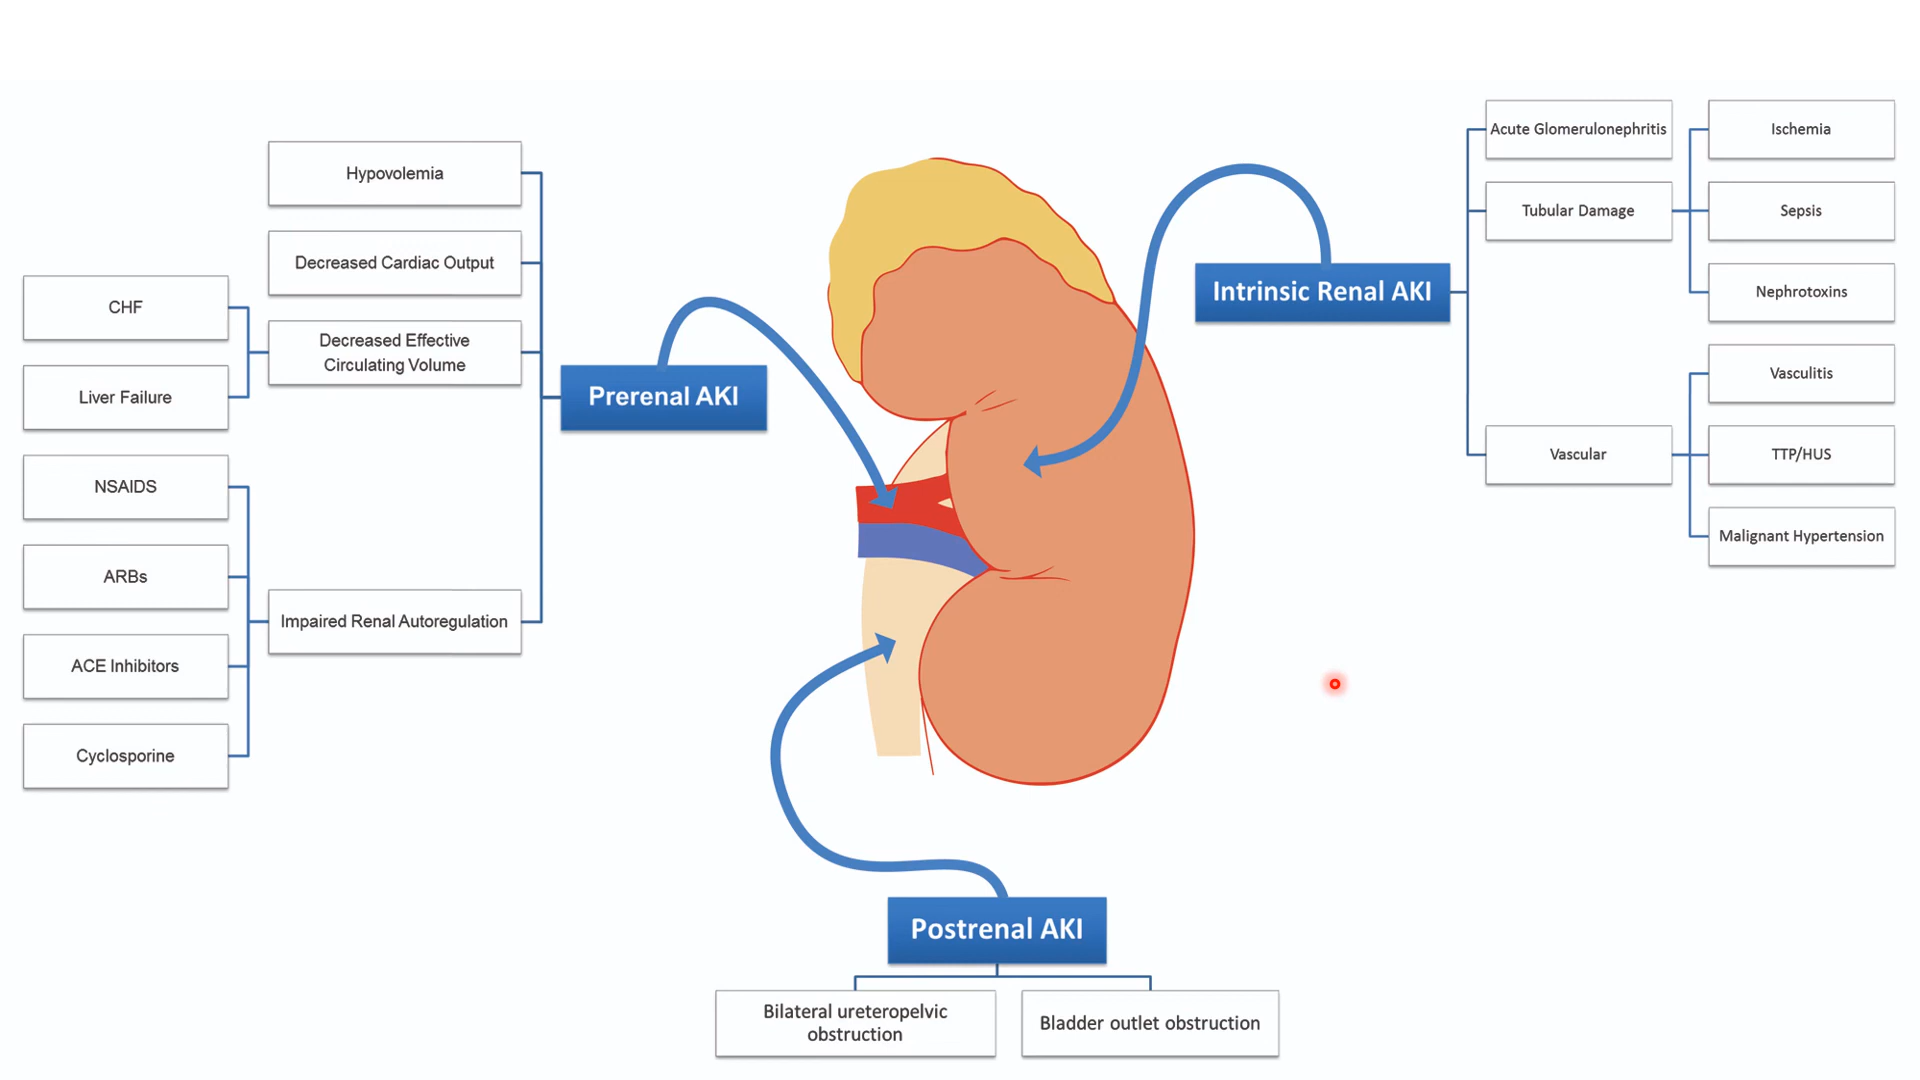 Hypovolemia
Decreased Cardiac Output
CHF
Decreased Effective
Circulating Volume
Liver Failure
Prerenal AKI
NSAIDS
ARBs
Impaired Renal Autoregulation
ACE Inhibitors
Cyclosporine
Intrinsic Renal AKI
Acute Glomerulonephritis
Ischemia
Tubular Damage
Sepsis
Nephrotoxins
Vasculitis
Vascular
TTP/HUS
Malignant Hypertension
Postrenal AKI
Bilateral ureteropelvic
obstruction
Bladder outlet obstruction